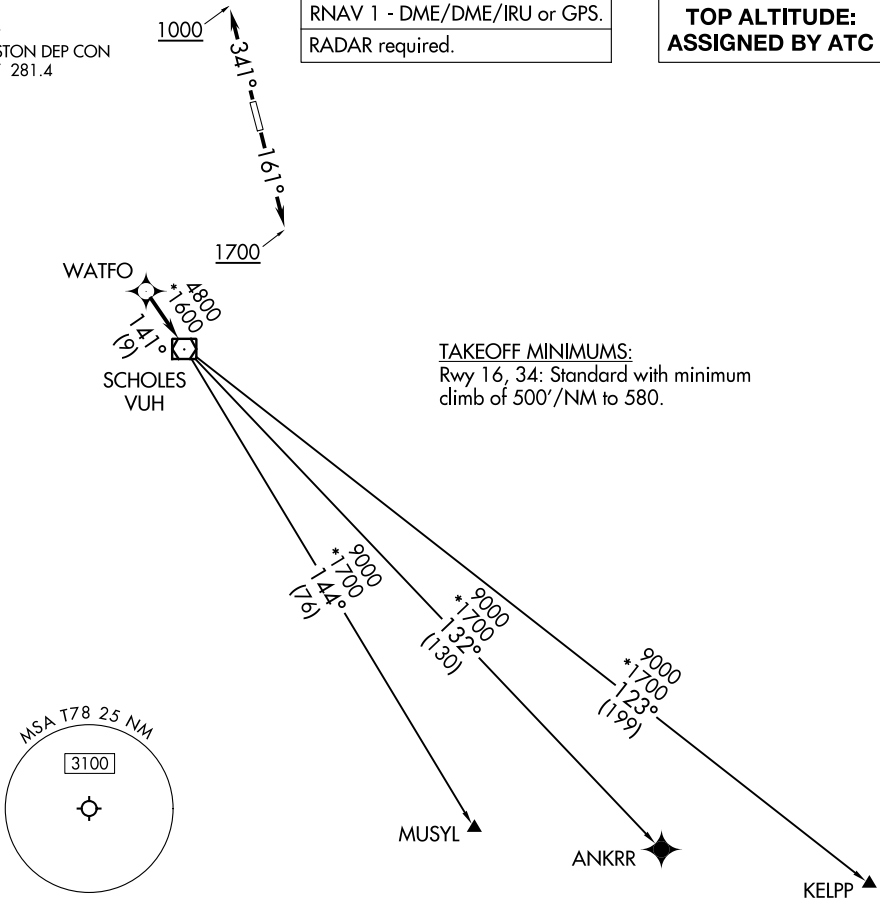 STON DEP CON
281.4
1000
341°
161°
1700
RNAV 1 - DME/DME/IRU or GPS.
RADAR required.
TOP ALTITUDE:
ASSIGNED BY ATC
WATFO
4800
*1600
141°
(9)
SCHOLES
VUH
TAKEOFF MINIMUMS:
Rwy 16, 34: Standard with minimum
climb of 500'/NM to 580.
9000
*1700
144°
(76)
9000
*1700
132°
(130)
9000
*1700
123°
(199)
MSA T78 25 NM
3100
MUSYL
ANKRR
KELPP